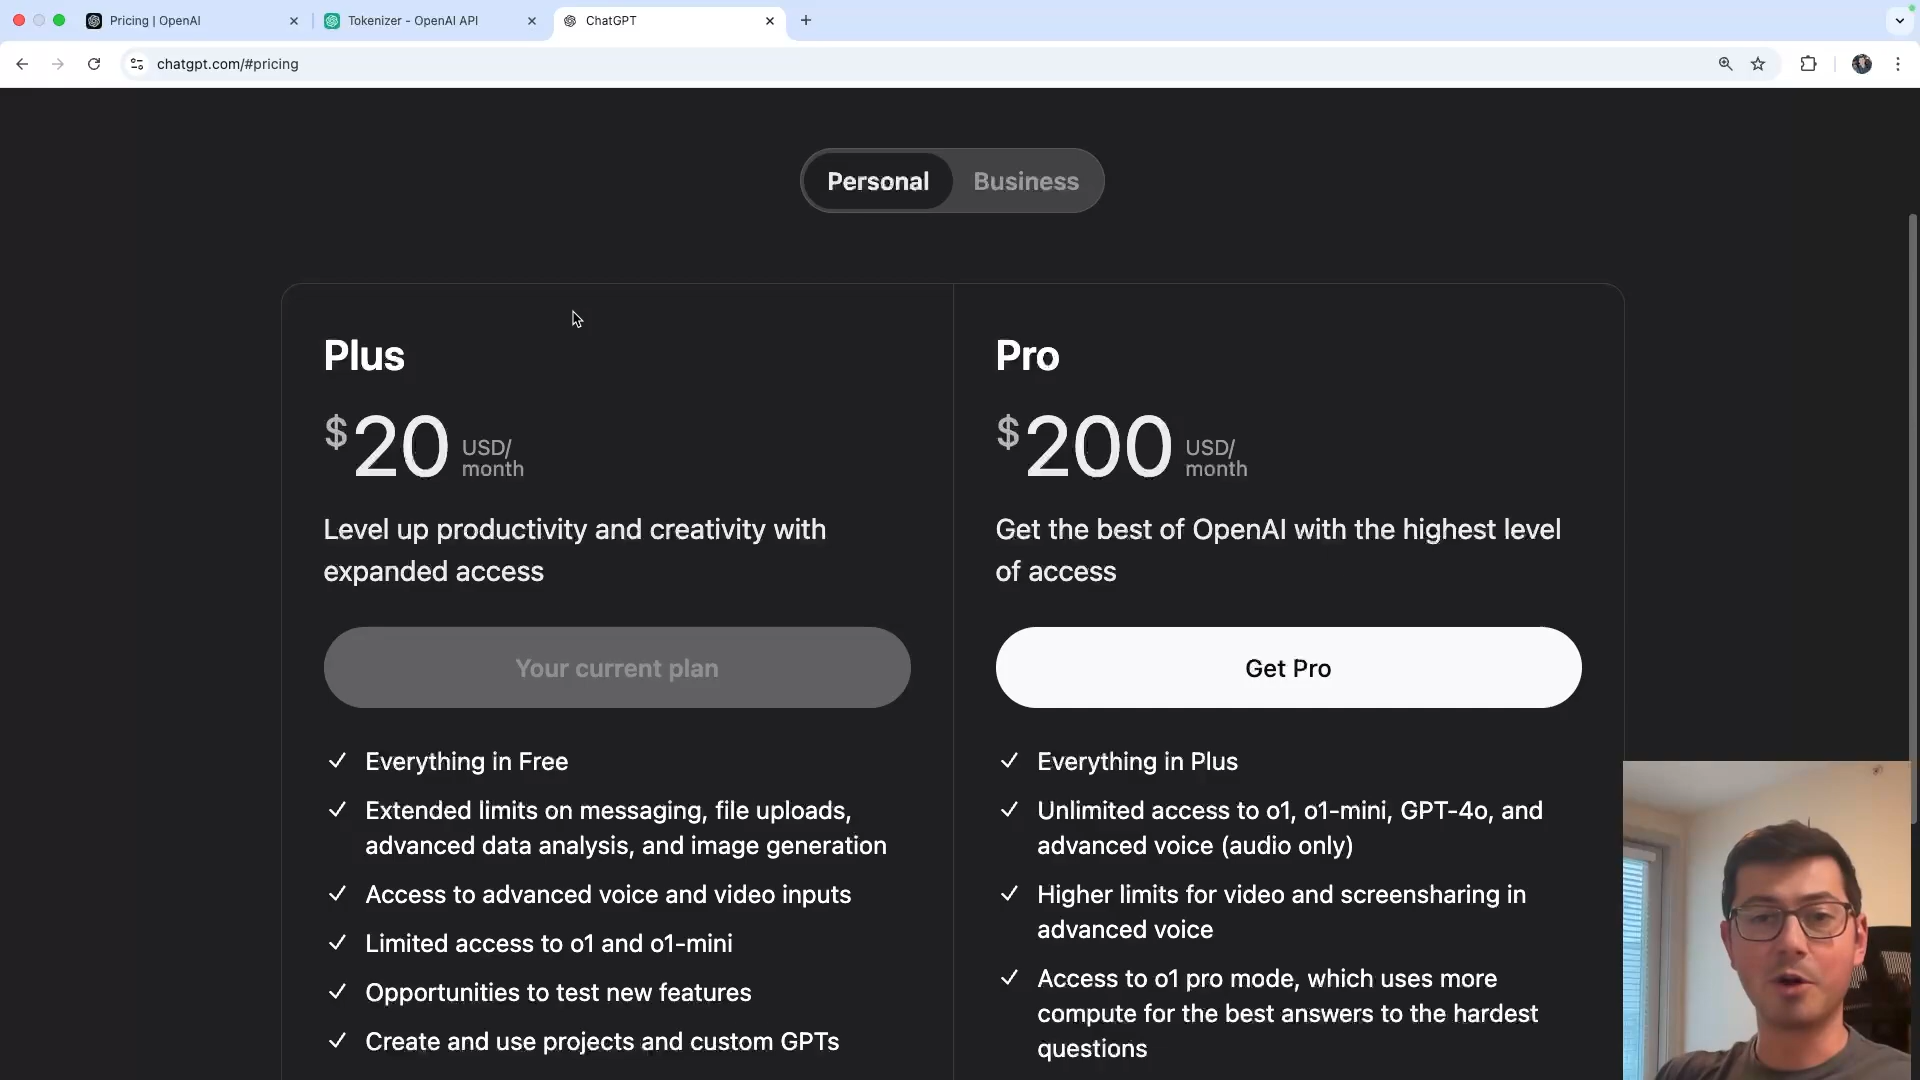 Pricing | OpenAI
Tokenizer - OpenAI API
ChatGPT
chatgpt.com/#pricing
Personal
Business
Plus
$20 USD/
month
Level up productivity and creativity with
expanded access
Your current plan
Everything in Free
Extended limits on messaging, file uploads,
advanced data analysis, and image generation
Access to advanced voice and video inputs
Limited access to o1 and o1-mini
Opportunities to test new features
Create and use projects and custom GPTs
Pro
$200 USD/
month
Get the best of OpenAI with the highest level
of access
Get Pro
Everything in Plus
Unlimited access to o1, o1-mini, GPT-4o, and
advanced voice (audio only)
Higher limits for video and screensharing in
advanced voice
Access to o1 pro mode, which uses more
compute for the best answers to the hardest
questions